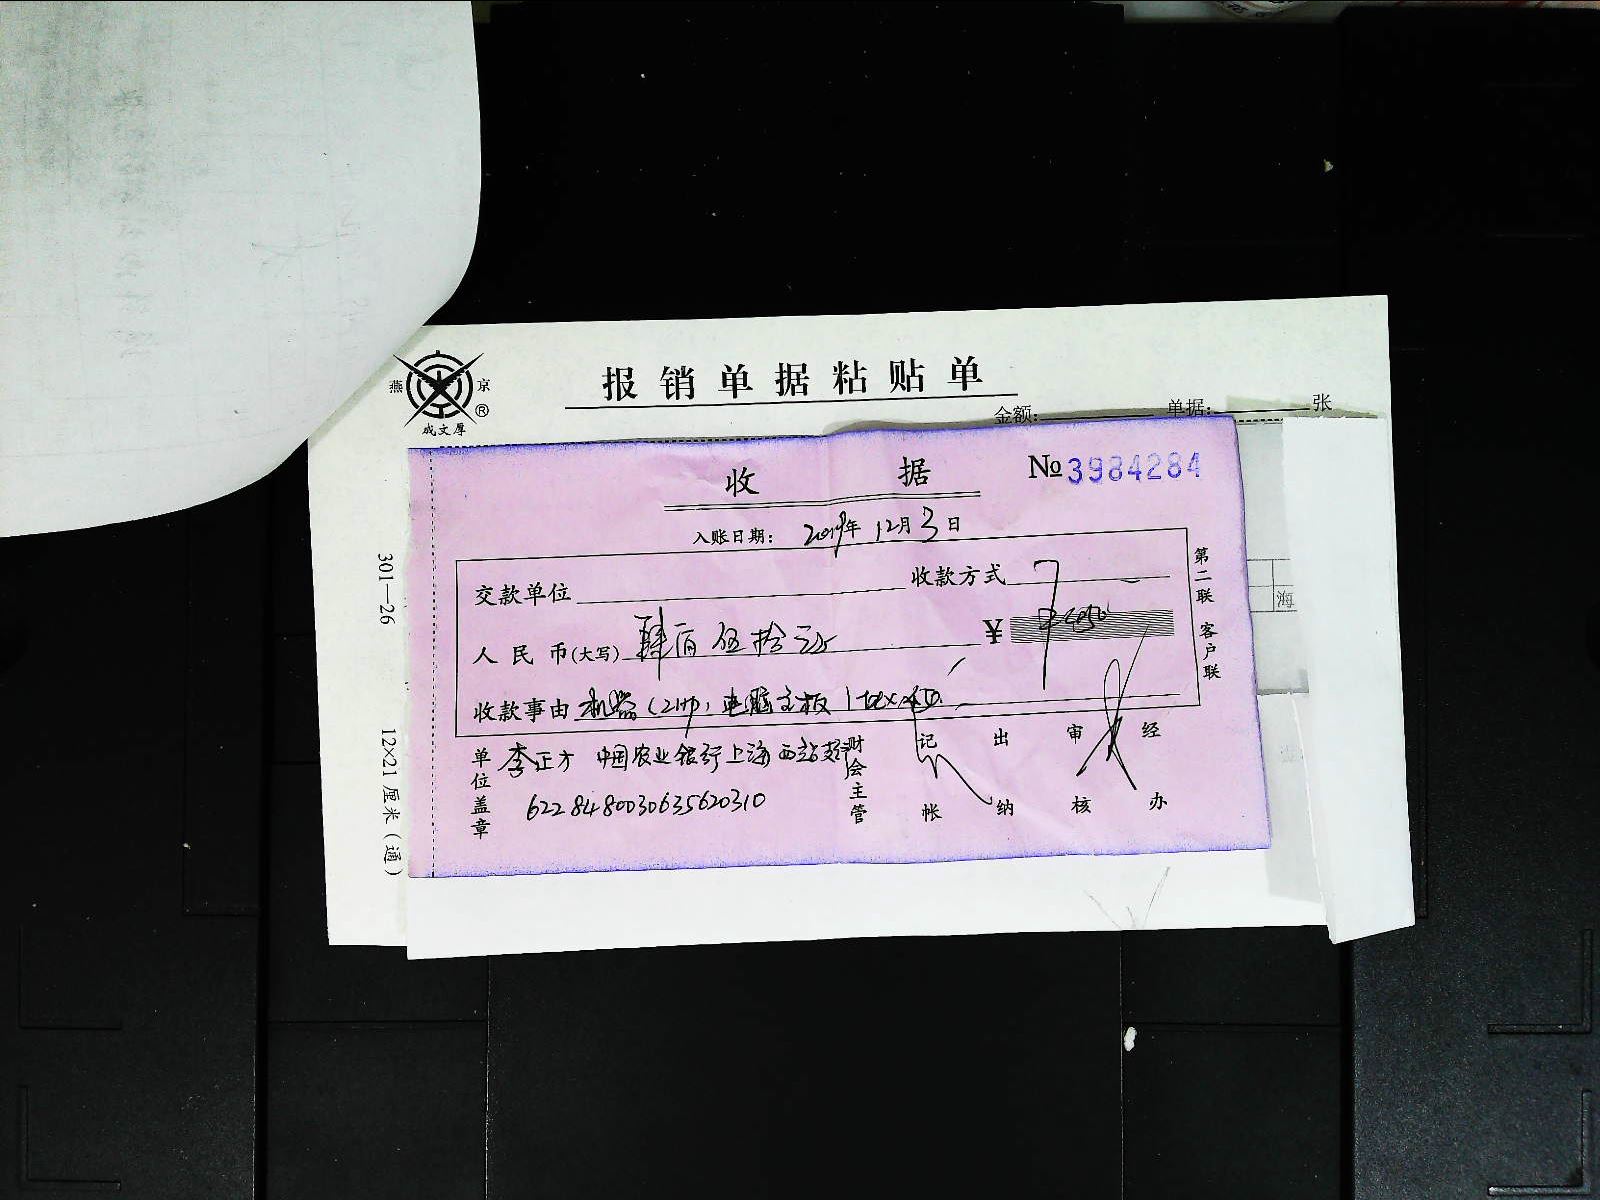 报销单据粘贴单
燕 京
®
成文厚
金额: 单据: 张
收 据 №3984284
入账日期: 2019年 12月 3日
交款单位 收款方式
人民币(大写) 肆百伍拾元 ¥ 450
收款事由 机器(2HP) 电脑主板 1
第二联 客户联
单位盖章 李正方 中国农业银行上海西站支行
6228480030635620310
财会主管 记帐 出纳 审核 经办
301—26
12×21厘米(通)
海